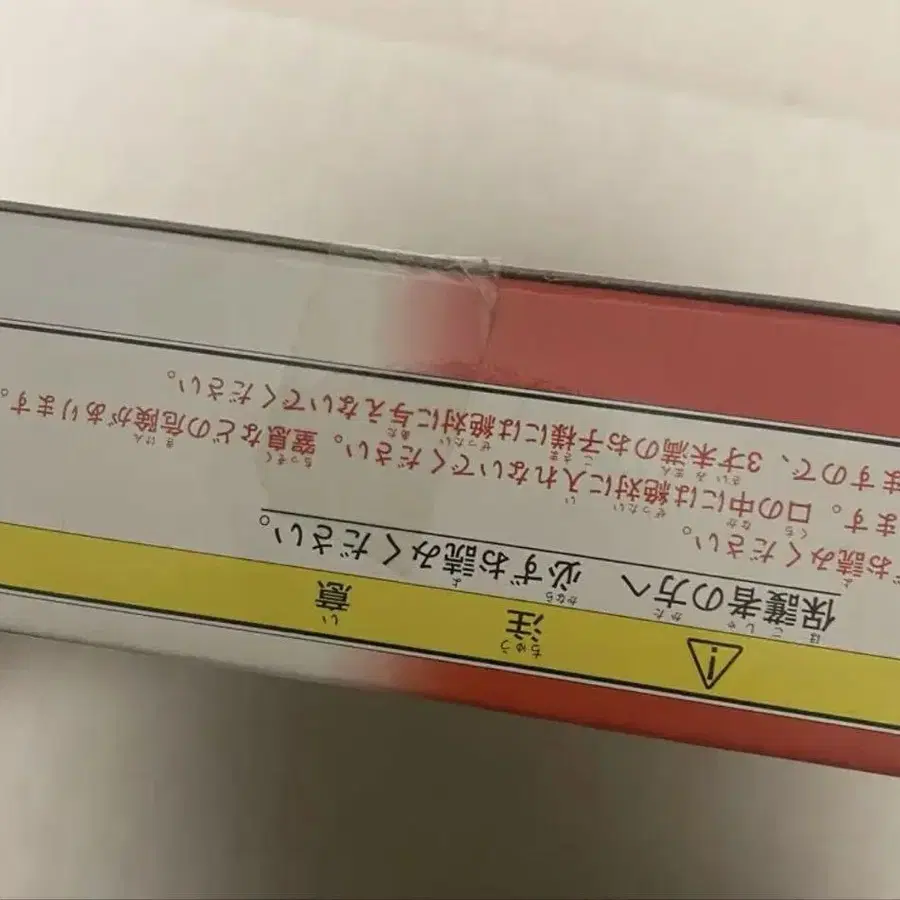 注意
保護者の方へ 必ずお読みください。
お読みください。
ます。口の中には絶対に入れないでください。窒息などの危険があります。
ますので、3才未満のお子様には絶対に与えないでください。